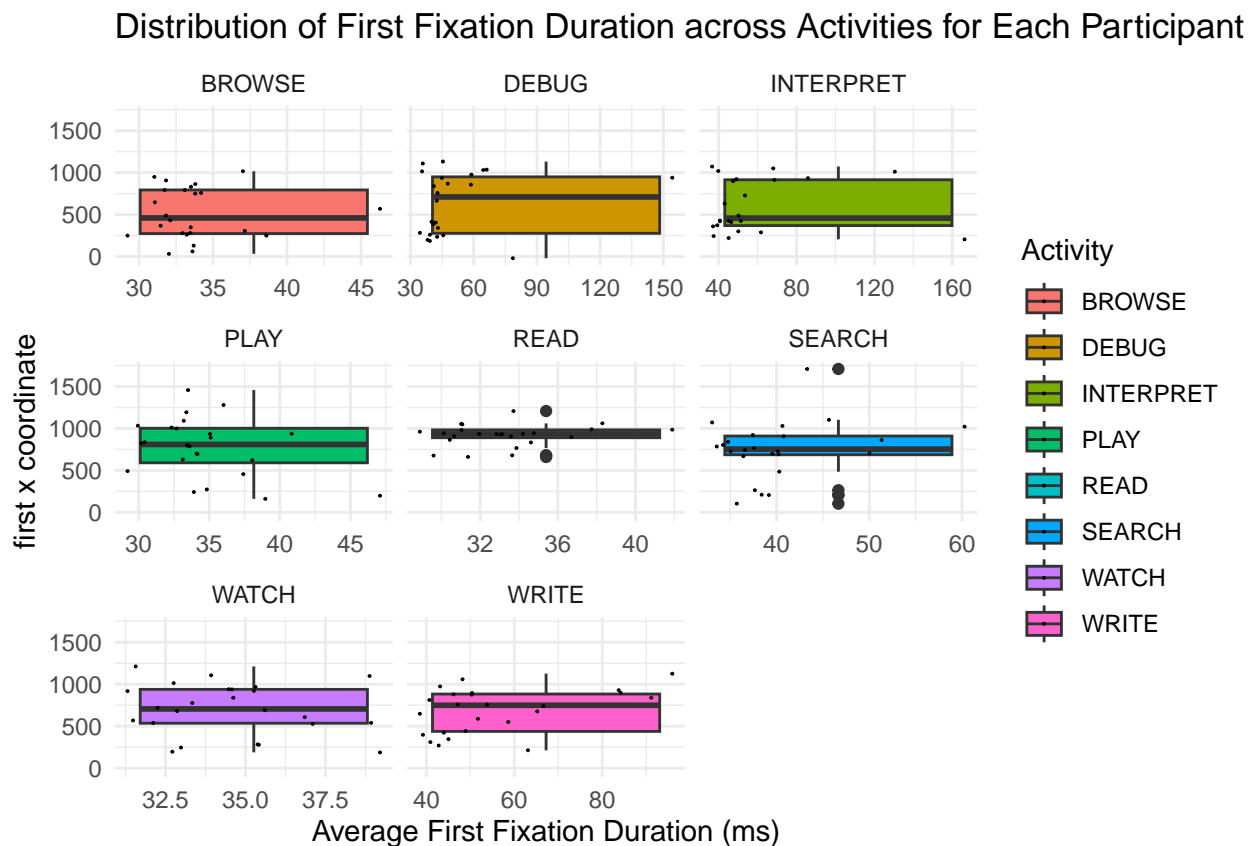 Distribution of First Fixation Duration across Activities for Each Participant
BROWSE
DEBUG
INTERPRET
1500
1000
500
0
30 35 40 45
30 60 90 120 150
40 80 120 160
PLAY
READ
SEARCH
1500
1000
500
0
30 35 40 45
32 36 40
40 50 60
WATCH
WRITE
1500
1000
500
0
32.5 35.0 37.5
40 60 80
first x coordinate
Average First Fixation Duration (ms)
Activity
BROWSE
DEBUG
INTERPRET
PLAY
READ
SEARCH
WATCH
WRITE